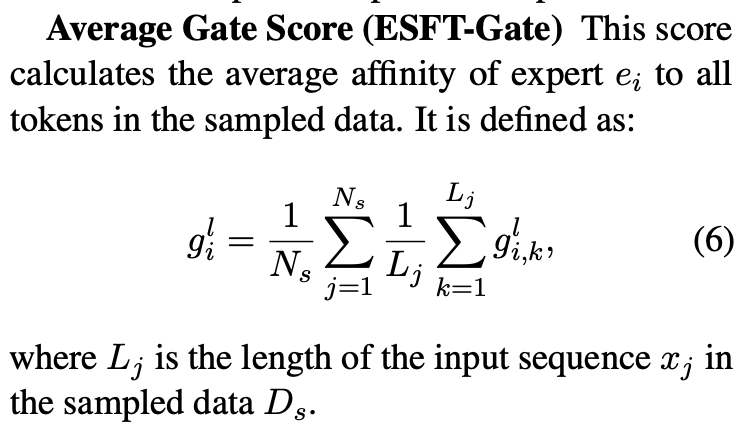 Average Gate Score (ESFT-Gate) This score
calculates the average affinity of expert e_i to all
tokens in the sampled data. It is defined as:
g_i^l = \frac{1}{N_s} \sum_{j=1}^{N_s} \frac{1}{L_j} \sum_{k=1}^{L_j} g_{i,k}^l, (6)
where L_j is the length of the input sequence x_j in
the sampled data D_s.